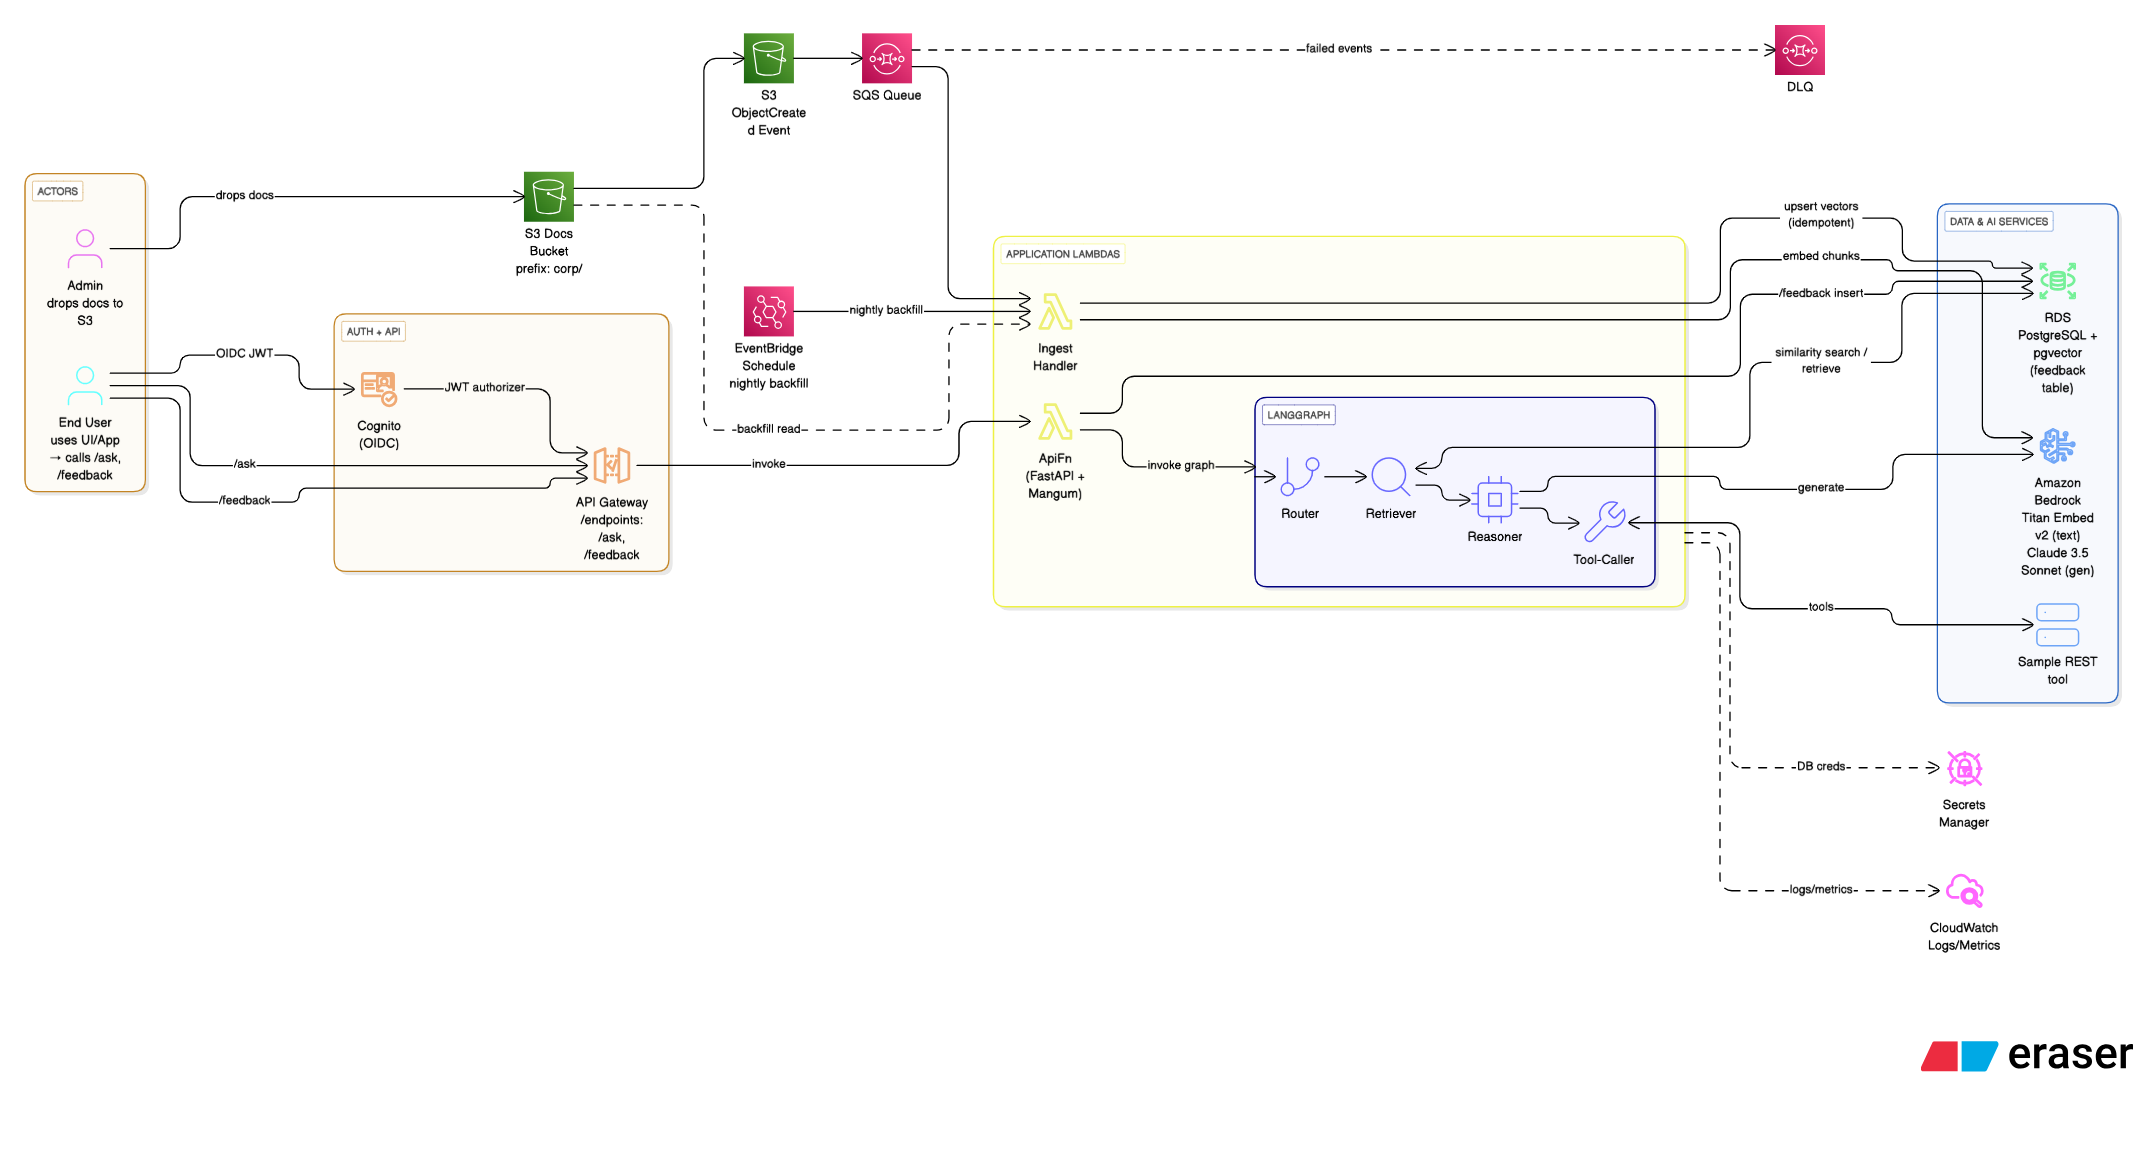 failed events
S3
ObjectCreate
d Event
SQS Queue
DLQ
ACTORS
drops docs
Admin
drops docs to
S3
S3 Docs
Bucket
prefix: corp/
End User
uses UI/App
→ calls /ask,
/feedback
OIDC JWT
/ask
/feedback
AUTH + API
Cognito
(OIDC)
JWT authorizer
API Gateway
/endpoints:
/ask,
/feedback
EventBridge
Schedule
nightly backfill
nightly backfill
backfill read
invoke
APPLICATION LAMBDAS
Ingest
Handler
ApiFn
(FastAPI +
Mangum)
invoke graph
LANGGRAPH
Router
Retriever
Reasoner
Tool-Caller
upsert vectors
(idempotent)
embed chunks
/feedback insert
similarity search /
retrieve
generate
tools
DB creds
logs/metrics
DATA & AI SERVICES
RDS
PostgreSQL +
pgvector
(feedback
table)
Amazon
Bedrock
Titan Embed
v2 (text)
Claude 3.5
Sonnet (gen)
Sample REST
tool
Secrets
Manager
CloudWatch
Logs/Metrics
eraser